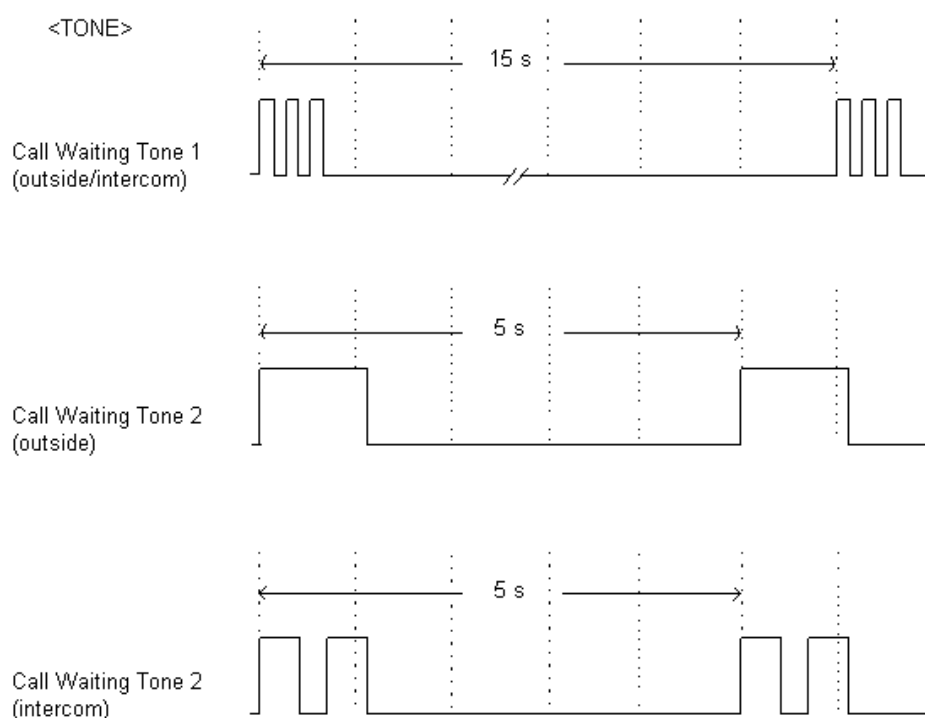 <TONE>
15 s
Call Waiting Tone 1
(outside/intercom)
5 s
Call Waiting Tone 2
(outside)
5 s
Call Waiting Tone 2
(intercom)